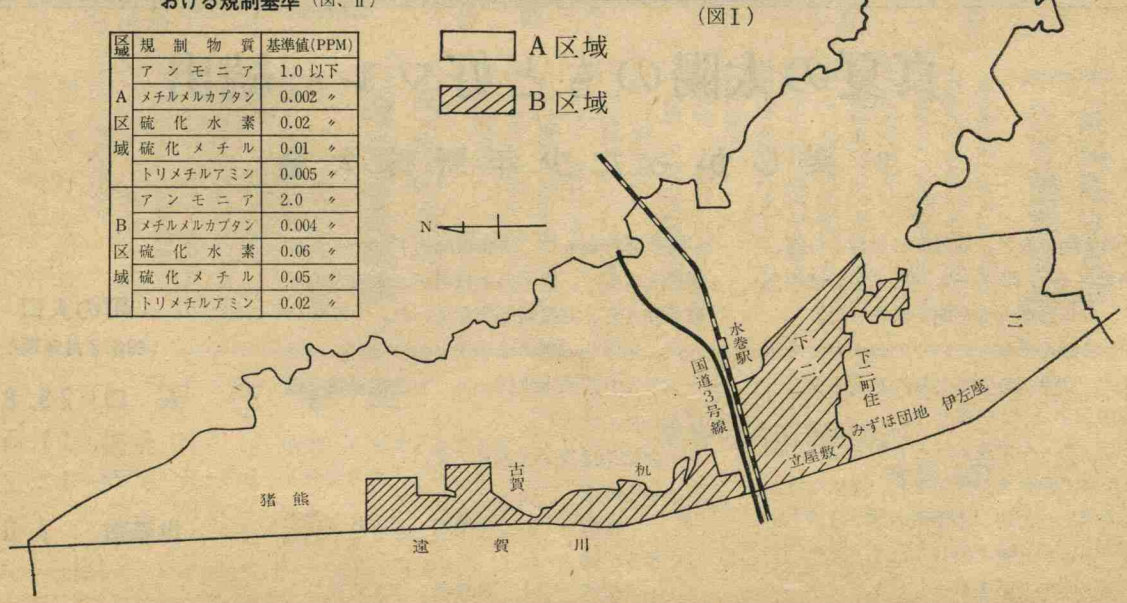 おける規制基準（図、Ⅱ）
区域 規制物質 基準値(PPM)
A区域
アンモニア 1.0 以下
メチルメルカプタン 0.002 〃
硫化水素 0.02 〃
硫化メチル 0.01 〃
トリメチルアミン 0.005 〃
B区域
アンモニア 2.0 〃
メチルメルカプタン 0.004 〃
硫化水素 0.06 〃
硫化メチル 0.05 〃
トリメチルアミン 0.02 〃
(図Ⅰ)
A区域
B区域
N
水巻駅
国道3号線
下二
下二町住
みずほ団地
伊左座
二
立屋敷
猪熊
古賀
机
遠賀川